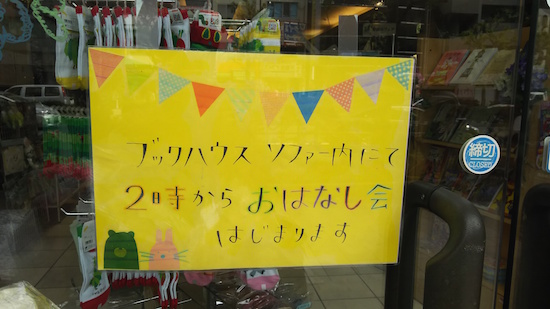 ブックハウス ソファー内にて
2時から おはなし会
はじまります
締切
CLOSED